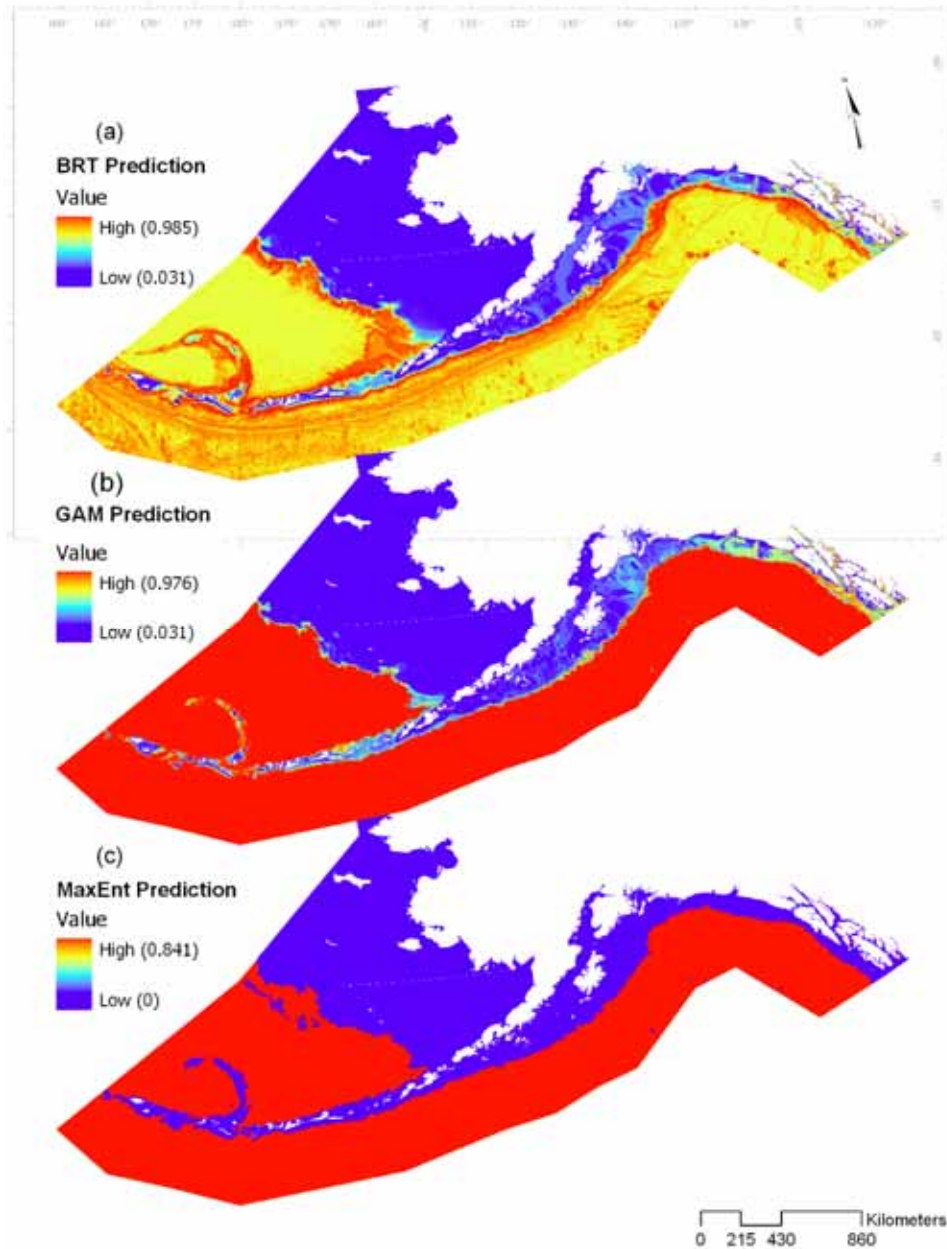 (a)
BRT Prediction
Value
High (0.985)
Low (0.031)
(b)
GAM Prediction
Value
High (0.976)
Low (0.031)
(c)
MaxEnt Prediction
Value
High (0.841)
Low (0)
Kilometers
0 215 430 860